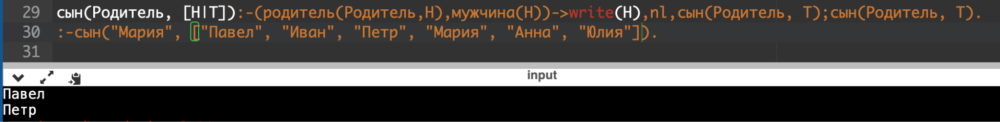 29 сын(Родитель, [H|T]):-(родитель(Родитель,H),мужчина(H))->write(H),nl,сын(Родитель, T);сын(Родитель, T).
30 :-сын("Мария", ["Павел", "Иван", "Петр", "Мария", "Анна", "Юлия"]).
31
input
Павел
Петр